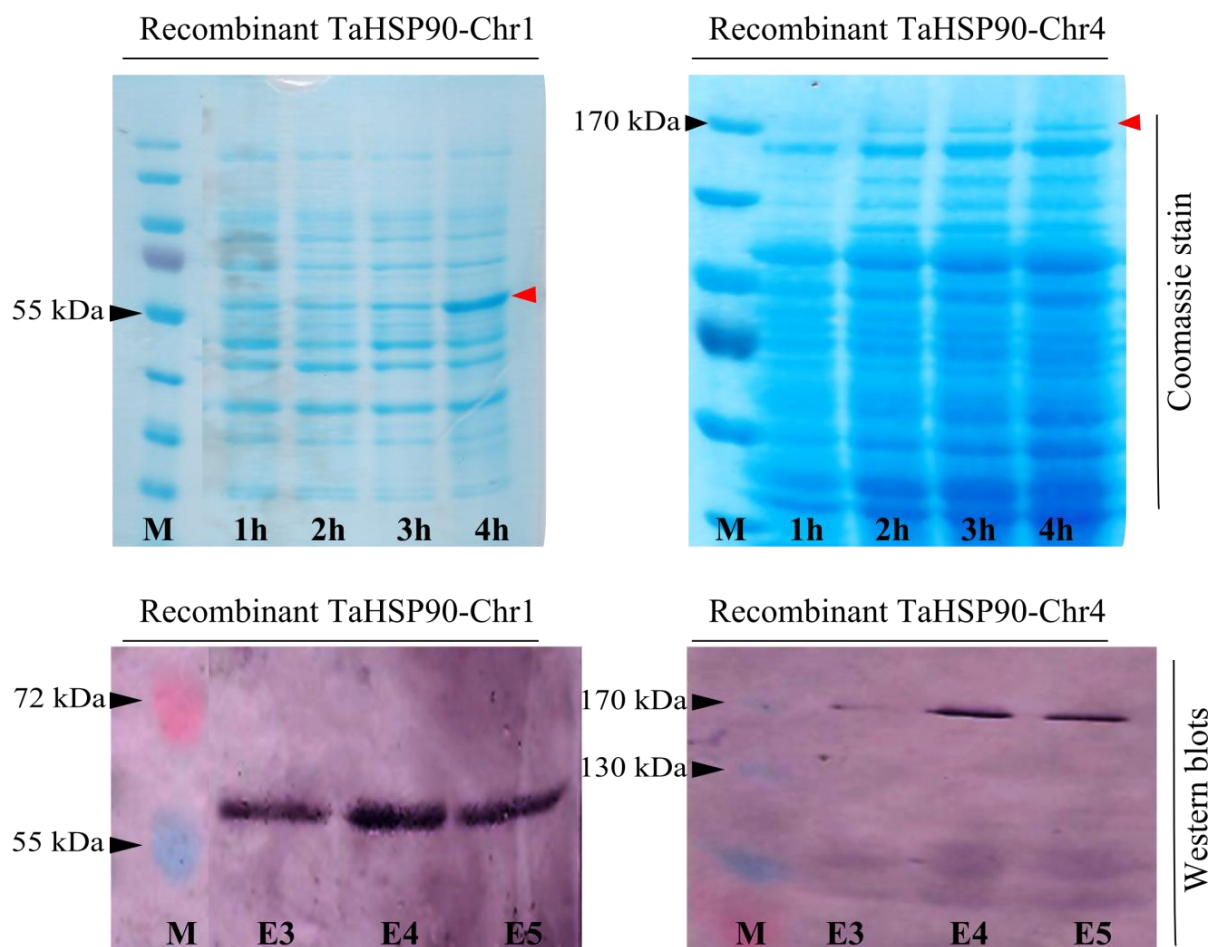 Recombinant TaHSP90-Chr1
Recombinant TaHSP90-Chr4
170 kDa
55 kDa
Coomassie stain
M 1h 2h 3h 4h
M 1h 2h 3h 4h
Recombinant TaHSP90-Chr1
Recombinant TaHSP90-Chr4
72 kDa
170 kDa
130 kDa
55 kDa
Western blots
M E3 E4 E5
M E3 E4 E5